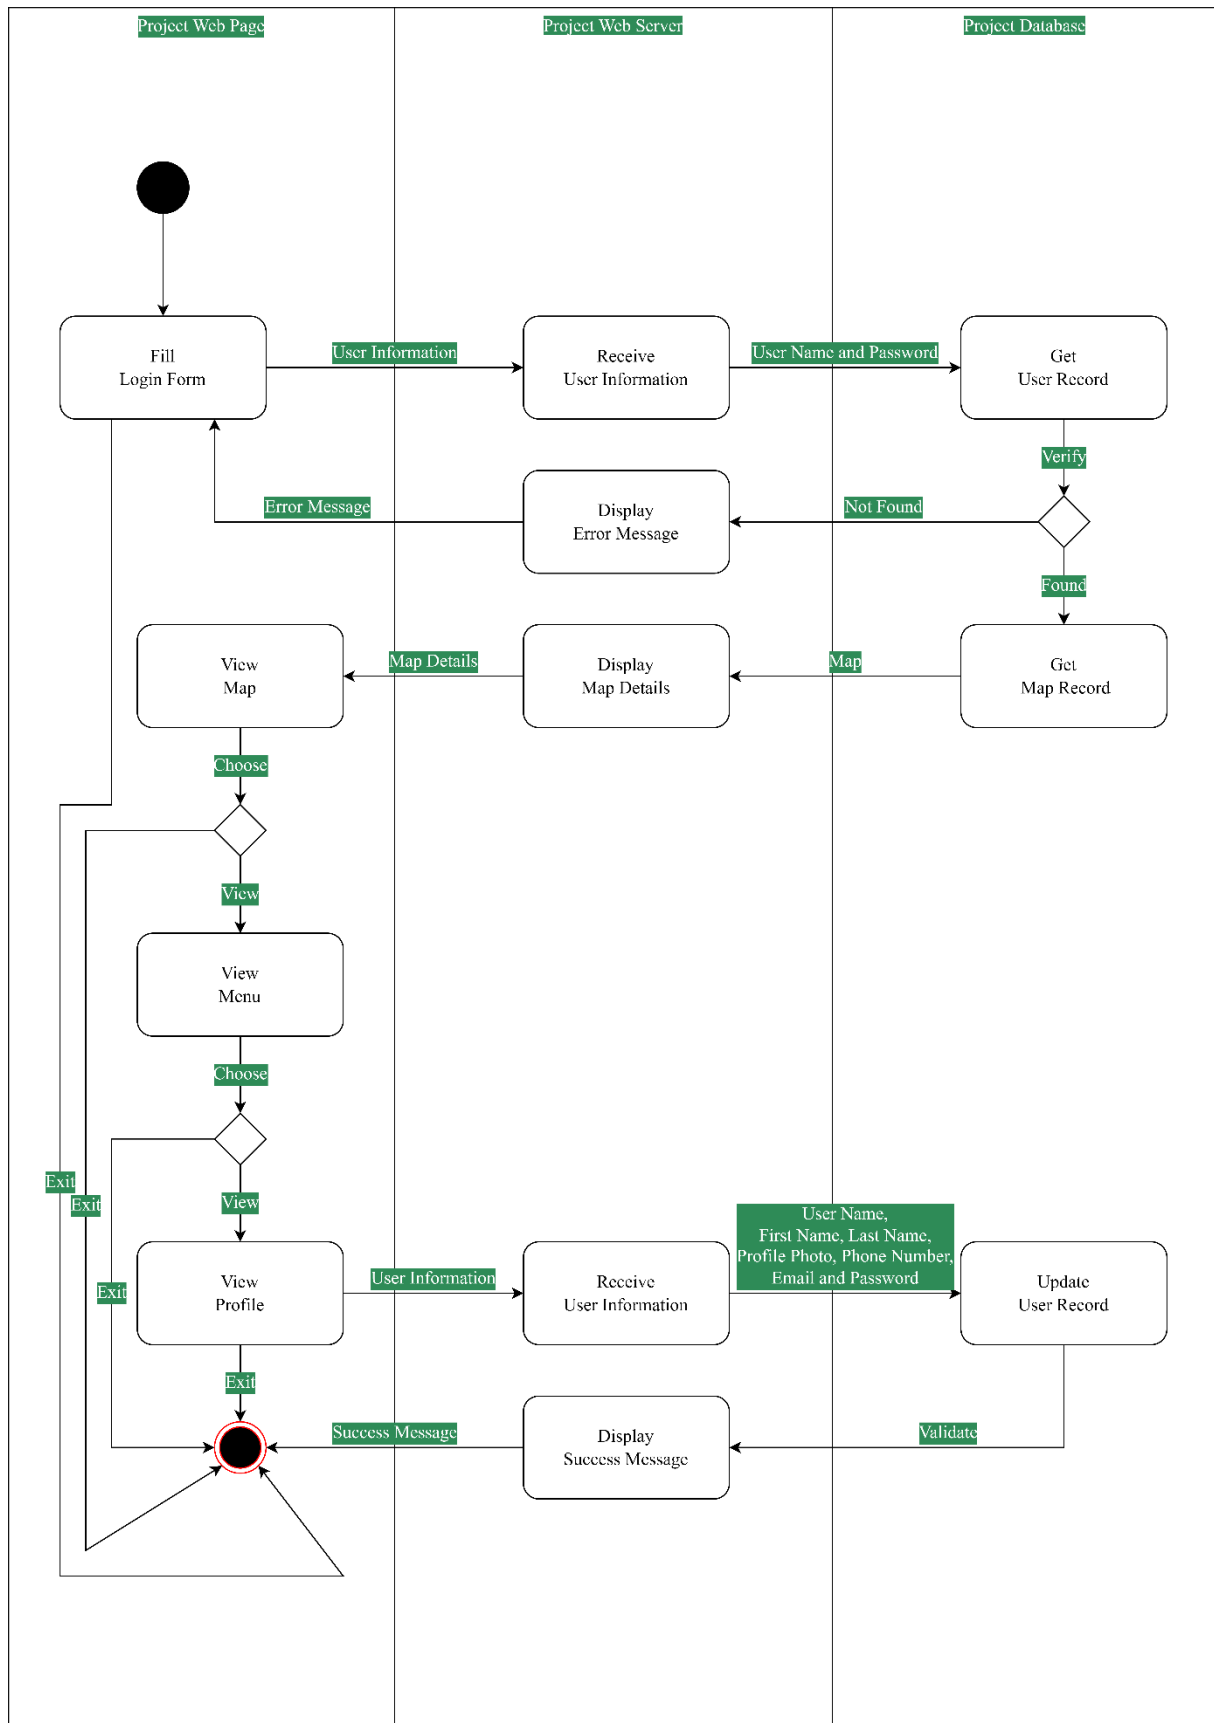 Project Web Page
Project Web Server
Project Database
Fill
Login Form
User Information
Receive
User Information
User Name and Password
Get
User Record
Verify
Error Message
Display
Error Message
Not Found
Found
View
Map
Map Details
Display
Map Details
Map
Get
Map Record
Choose
View
View
Menu
Choose
Exit
Exit
View
User Name,
First Name, Last Name,
Profile Photo, Phone Number,
Email and Password
Exit
View
Profile
User Information
Receive
User Information
Update
User Record
Exit
Success Message
Display
Success Message
Validate